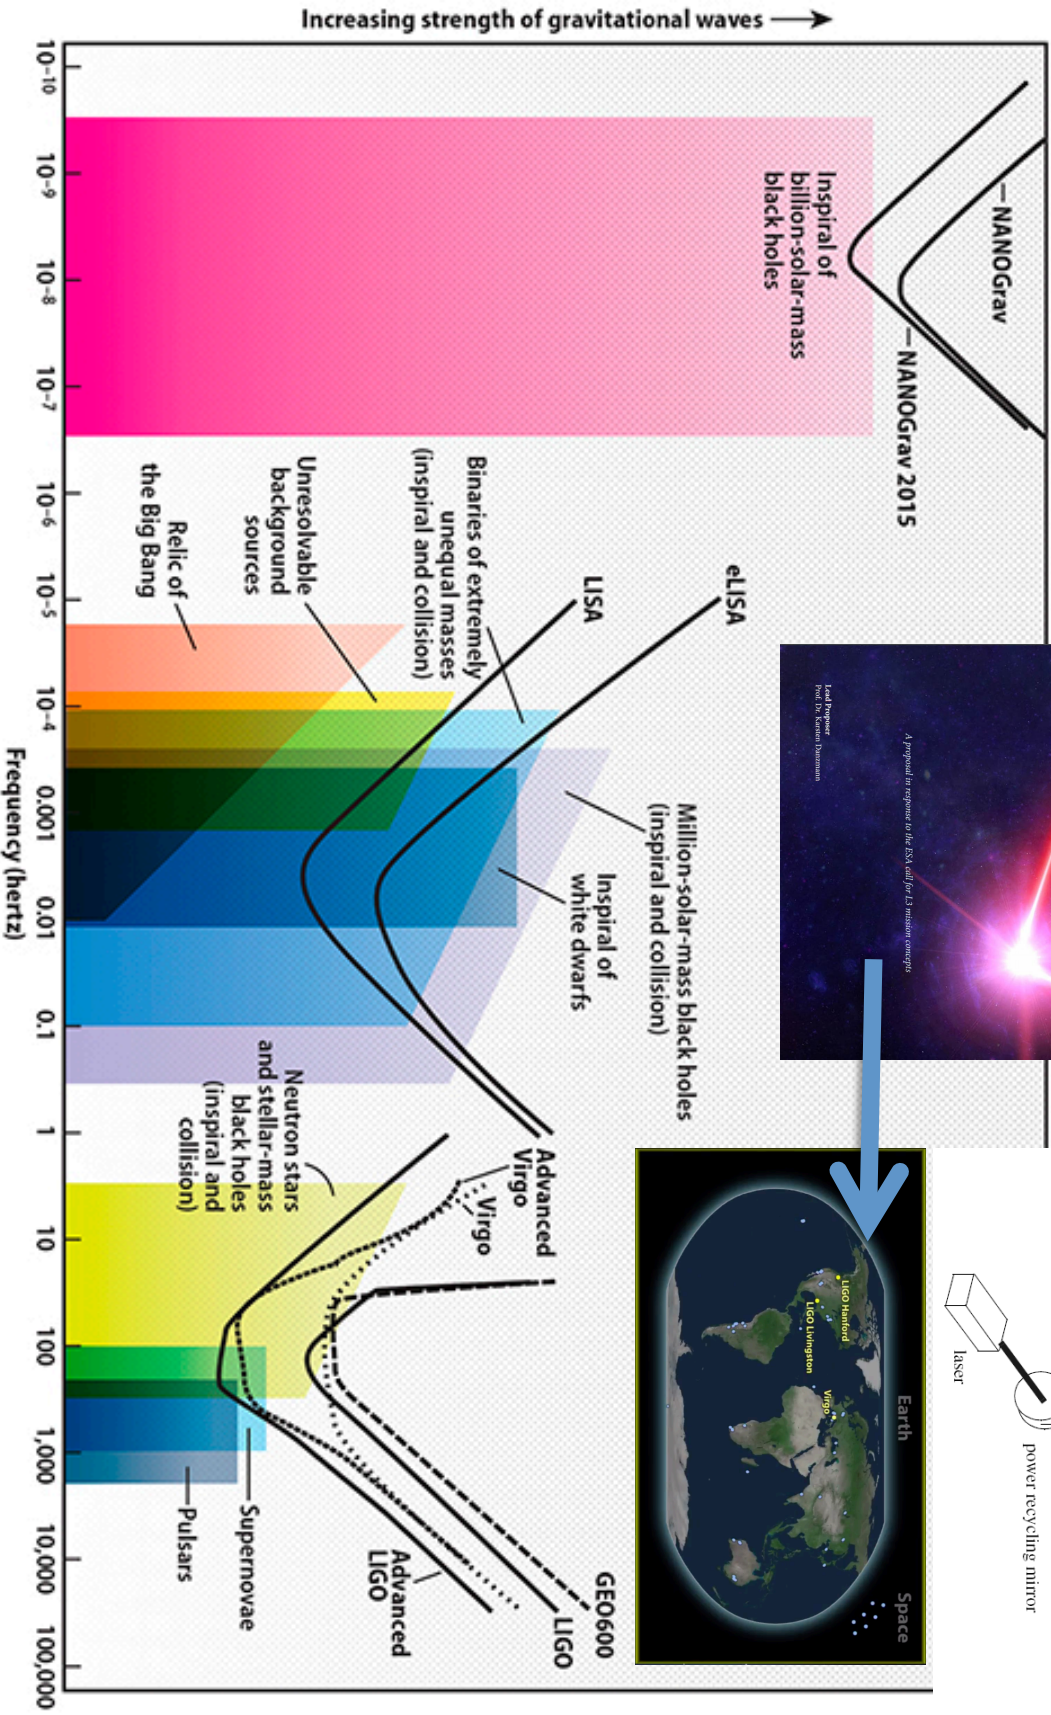 Increasing strength of gravitational waves
10-10
10-9
10-8
10-7
10-6
10-5
10-4
0.001
0.01
0.1
1
10
100
1,000
10,000
100,000
Frequency (hertz)
NANOGrav
NANOGrav 2015
Inspiral of
billion-solar-mass
black holes
eLISA
LISA
Binaries of extremely
unequal masses
(inspiral and collision)
Unresolvable
background
sources
Relic of
the Big Bang
Million-solar-mass black holes
(inspiral and collision)
Inspiral of
white dwarfs
Neutron stars
and stellar-mass
black holes
(inspiral and
collision)
Advanced
Virgo
Virgo
GEO600
LIGO
Advanced
LIGO
Supernovae
Pulsars
A proposal in response to the ESA call for L3 mission concepts
Lead Proposer
Prof. Dr. Karsten Danzmann
Earth
Space
LIGO Hanford
LIGO Livingston
Virgo
power recycling mirror
laser